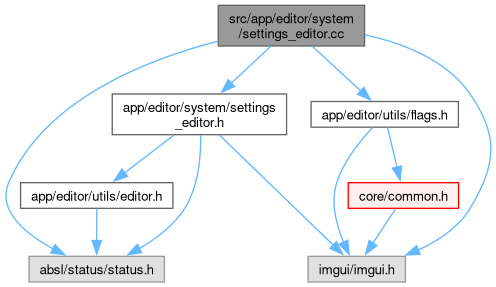 src/app/editor/system
/settings_editor.cc
app/editor/system/settings
_editor.h
app/editor/utils/flags.h
app/editor/utils/editor.h
core/common.h
absl/status/status.h
imgui/imgui.h